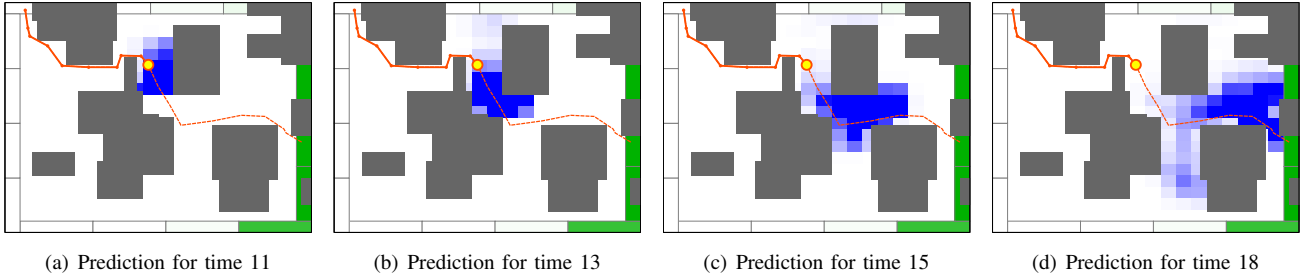 (a) Prediction for time 11
(b) Prediction for time 13
(c) Prediction for time 15
(d) Prediction for time 18